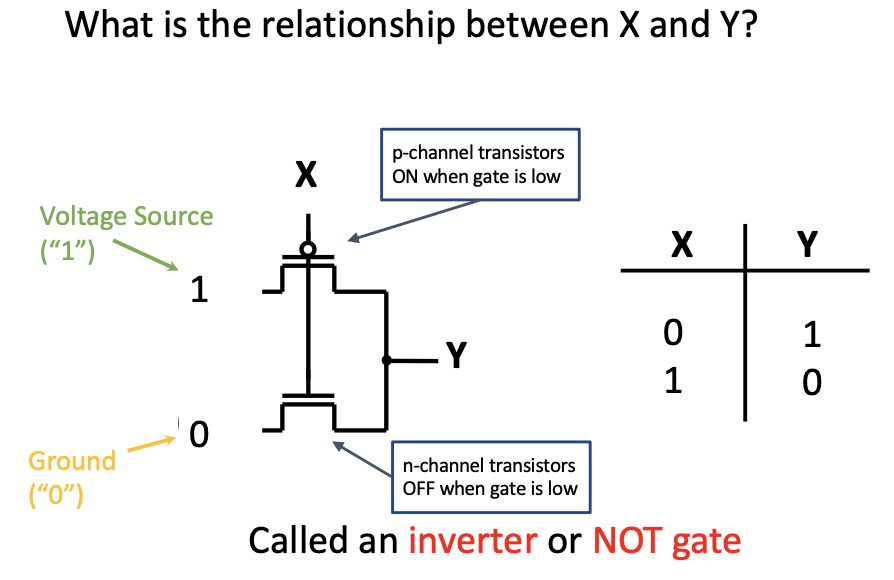 What is the relationship between X and Y?
p-channel transistors
ON when gate is low
X
Voltage Source
(“1”)
1
X Y
0 1
1 0
Y
0
Ground
(“0”)
n-channel transistors
OFF when gate is low
Called an inverter or NOT gate